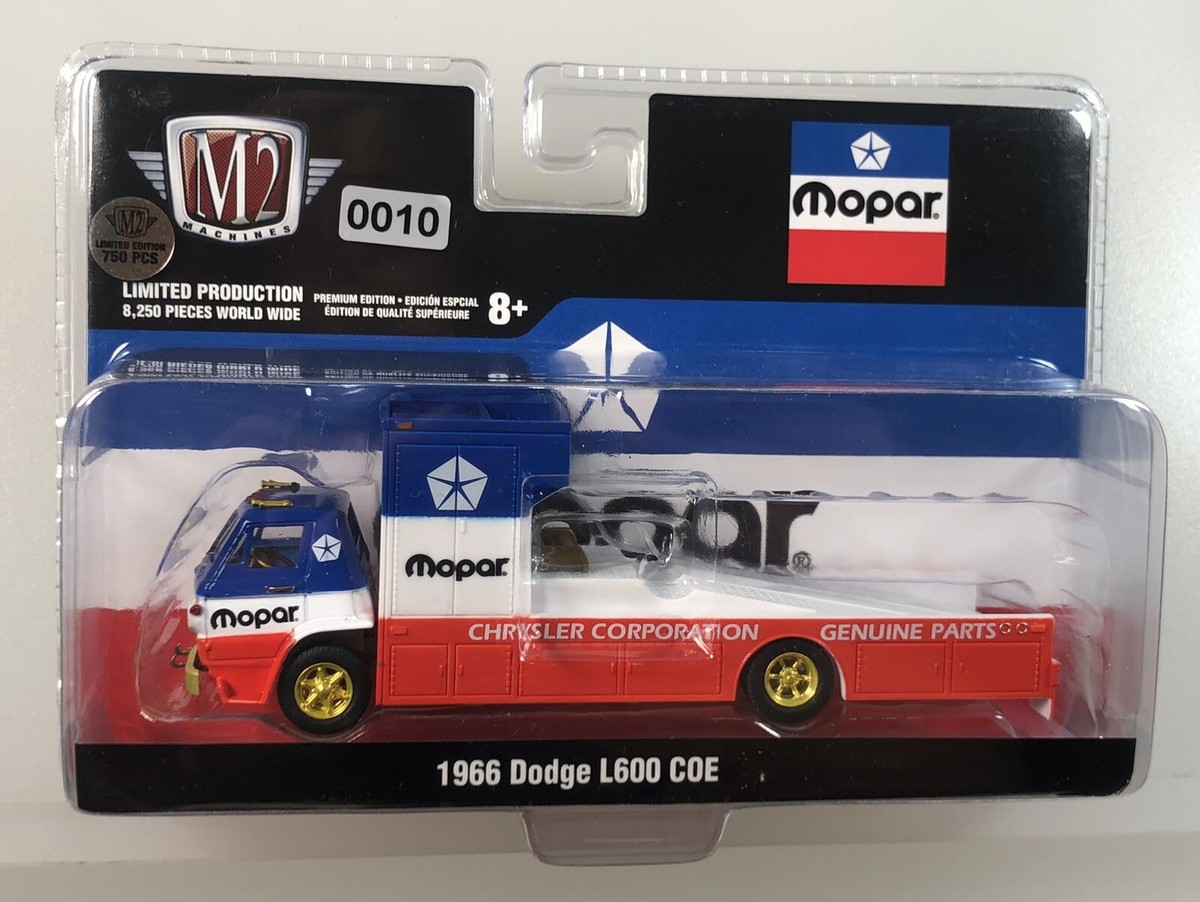 M2
MACHINES
0010
M2
LIMITED EDITION
750 PCS
LIMITED PRODUCTION
8,250 PIECES WORLD WIDE
PREMIUM EDITION • EDICIÓN ESPCIAL
ÉDITION DE QUALITÉ SUPÉRIEURE
8+
Mopar®
Mopar.
Mopar.
opar®
CHRYSLER CORPORATION GENUINE PARTS
1966 Dodge L600 COE